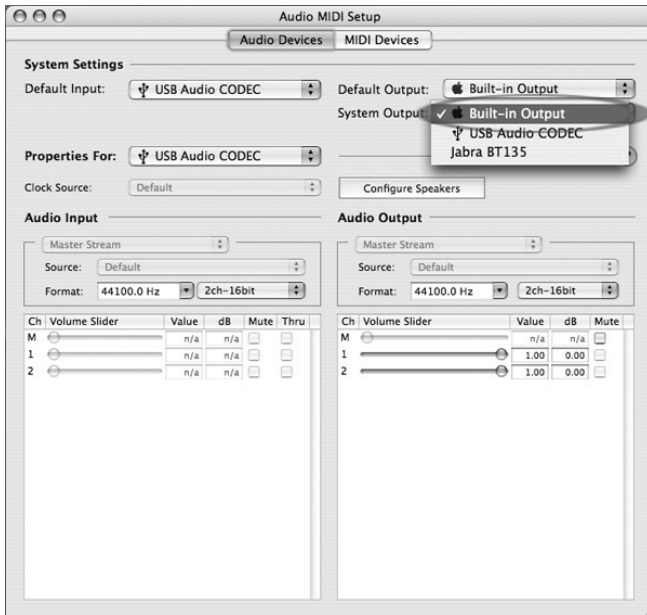 Audio MIDI Setup
Audio Devices MIDI Devices
System Settings
Default Input: USB Audio CODEC
Default Output: Built-in Output
System Output: ✓ Built-in Output
USB Audio CODEC
Jabra BT135
Properties For: USB Audio CODEC
Clock Source: Default
Configure Speakers
Audio Input
Master Stream
Source: Default
Format: 44100.0 Hz 2ch-16bit
Ch Volume Slider Value dB Mute Thru
M n/a n/a
1 n/a n/a
2 n/a n/a
Audio Output
Master Stream
Source: Default
Format: 44100.0 Hz 2ch-16bit
Ch Volume Slider Value dB Mute
M n/a n/a
1 1.00 0.00
2 1.00 0.00